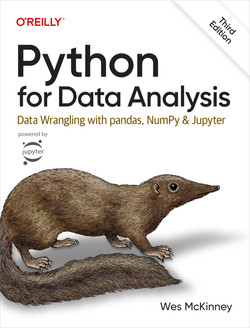 O'REILLY®
Third
Edition
Python
for Data Analysis
Data Wrangling with pandas, NumPy & Jupyter
powered by
jupyter
Wes McKinney